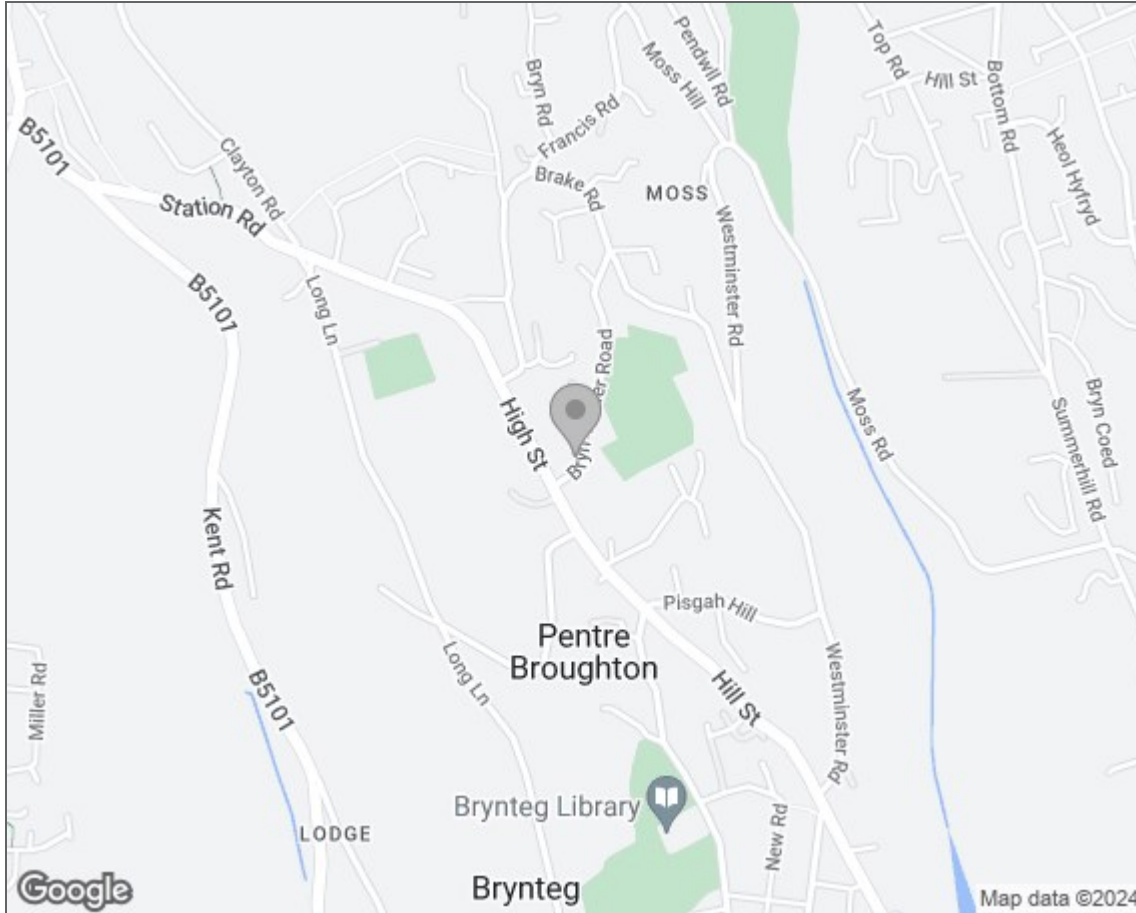 Bryn Rd
Pendwll Rd
Moss Hill
Top Rd
Hill St
Bottom Rd
Francis Rd
Clayton Rd
B5101
Station Rd
Brake Rd
MOSS
Heol Hyfryd
Westminster Rd
B5101
Long Ln
er Road
Bryn
High St
Moss Rd
Bryn Coed
Summerhill Rd
Kent Rd
Pisgah Hill
Pentre
Broughton
Miller Rd
B5101
Long Ln
Hill St
Westminster Rd
Brynteg Library
LODGE
New Rd
Brynteg
Google
Map data ©2024